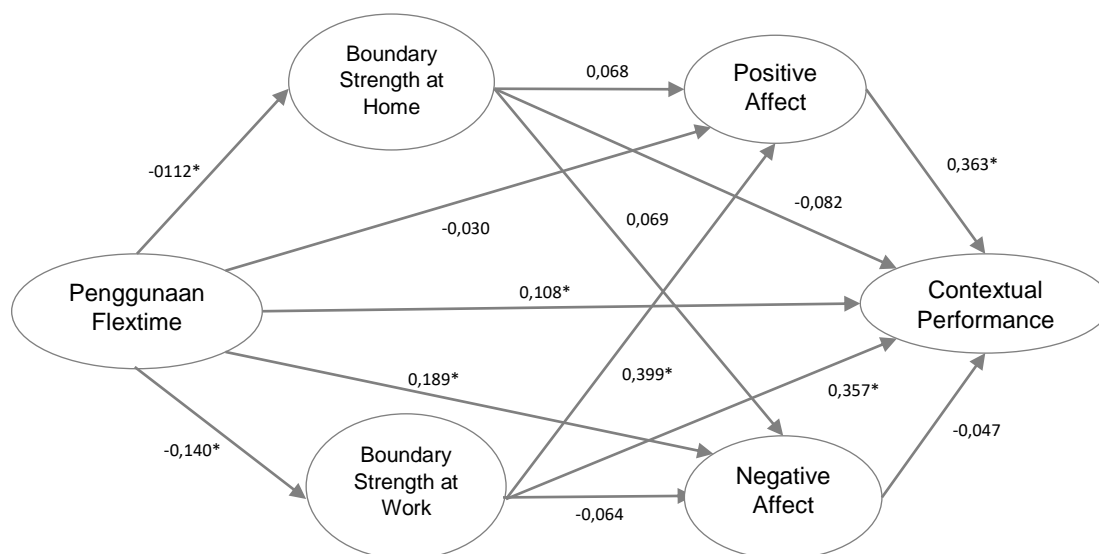 Boundary
Strength at
Home
0,068
Positive
Affect
-0112*
0,363*
-0,082
-0,030
0,069
Penggunaan
Flextime
0,108*
Contextual
Performance
0,189*
0,399*
0,357*
-0,140*
Boundary
Strength at
Work
-0,064
Negative
Affect
-0,047